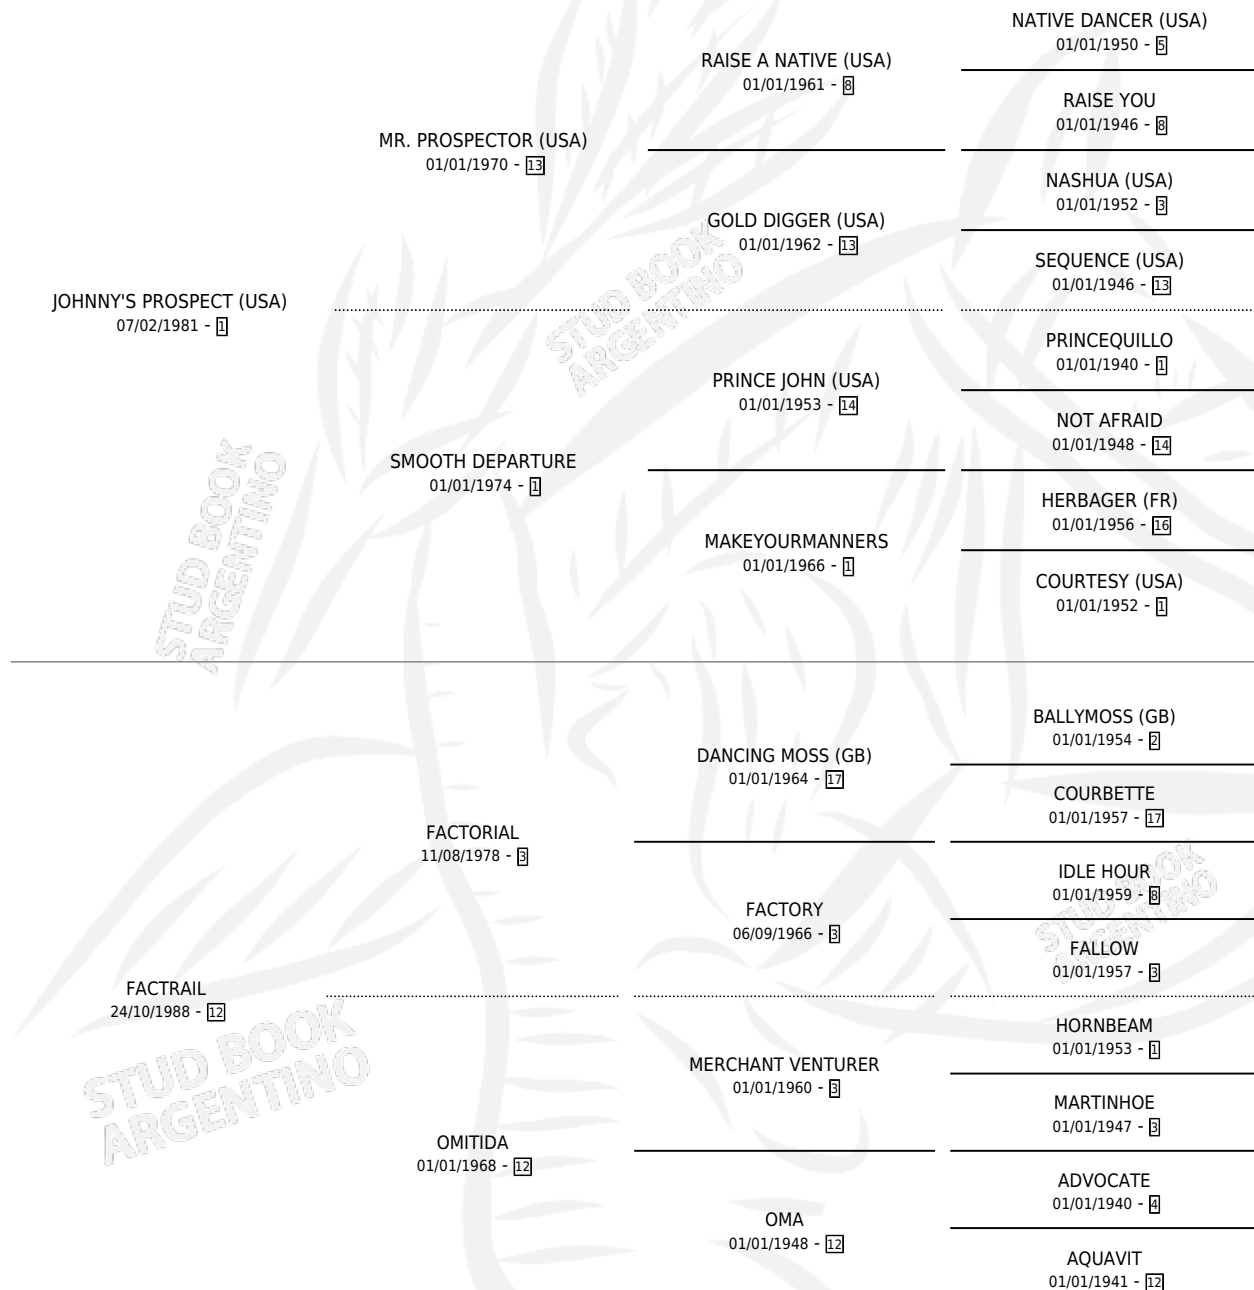 NATIVE DANCER (USA)
01/01/1950 - 5
RAISE A NATIVE (USA)
01/01/1961 - 8
RAISE YOU
01/01/1946 - 8
MR. PROSPECTOR (USA)
01/01/1970 - 13
NASHUA (USA)
01/01/1952 - 3
GOLD DIGGER (USA)
01/01/1962 - 13
SEQUENCE (USA)
01/01/1946 - 13
JOHNNY'S PROSPECT (USA)
07/02/1981 - 1
PRINCEQUILLO
01/01/1940 - 1
PRINCE JOHN (USA)
01/01/1953 - 14
NOT AFRAID
01/01/1948 - 14
SMOOTH DEPARTURE
01/01/1974 - 1
HERBAGER (FR)
01/01/1956 - 16
MAKEYOURMANNERS
01/01/1966 - 1
COURTESY (USA)
01/01/1952 - 1
BALLYMOSS (GB)
01/01/1954 - 2
DANCING MOSS (GB)
01/01/1964 - 17
COURBETTE
01/01/1957 - 17
FACTORIAL
11/08/1978 - 3
IDLE HOUR
01/01/1959 - 8
FACTORY
06/09/1966 - 3
FALLOW
01/01/1957 - 3
FACTRAIL
24/10/1988 - 12
HORNBEAM
01/01/1953 - 1
MERCHANT VENTURER
01/01/1960 - 3
MARTINHOE
01/01/1947 - 3
OMITIDA
01/01/1968 - 12
ADVOCATE
01/01/1940 - 4
OMA
01/01/1948 - 12
AQUAVIT
01/01/1941 - 12
STUD BOOK
ARGENTINO
STUD BOOK
ARGENTINO
STUD BOOK
ARGENTINO
STUD BOOK
ARGENTINO